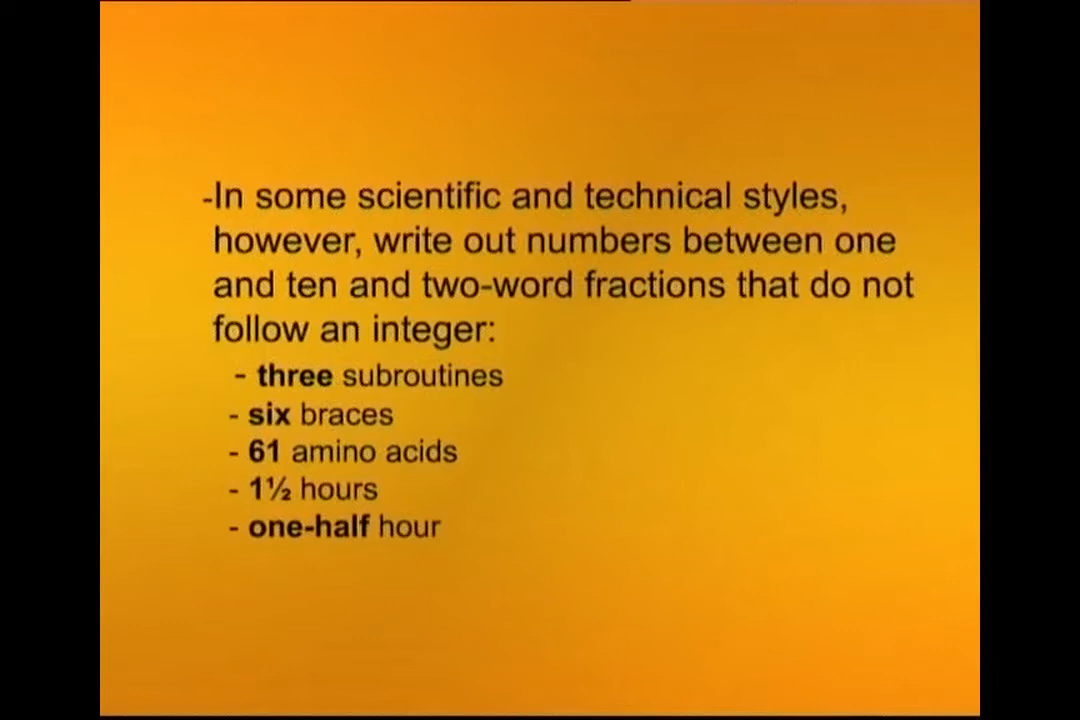 -In some scientific and technical styles,
however, write out numbers between one
and ten and two-word fractions that do not
follow an integer:
- three subroutines
- six braces
- 61 amino acids
- 1½ hours
- one-half hour